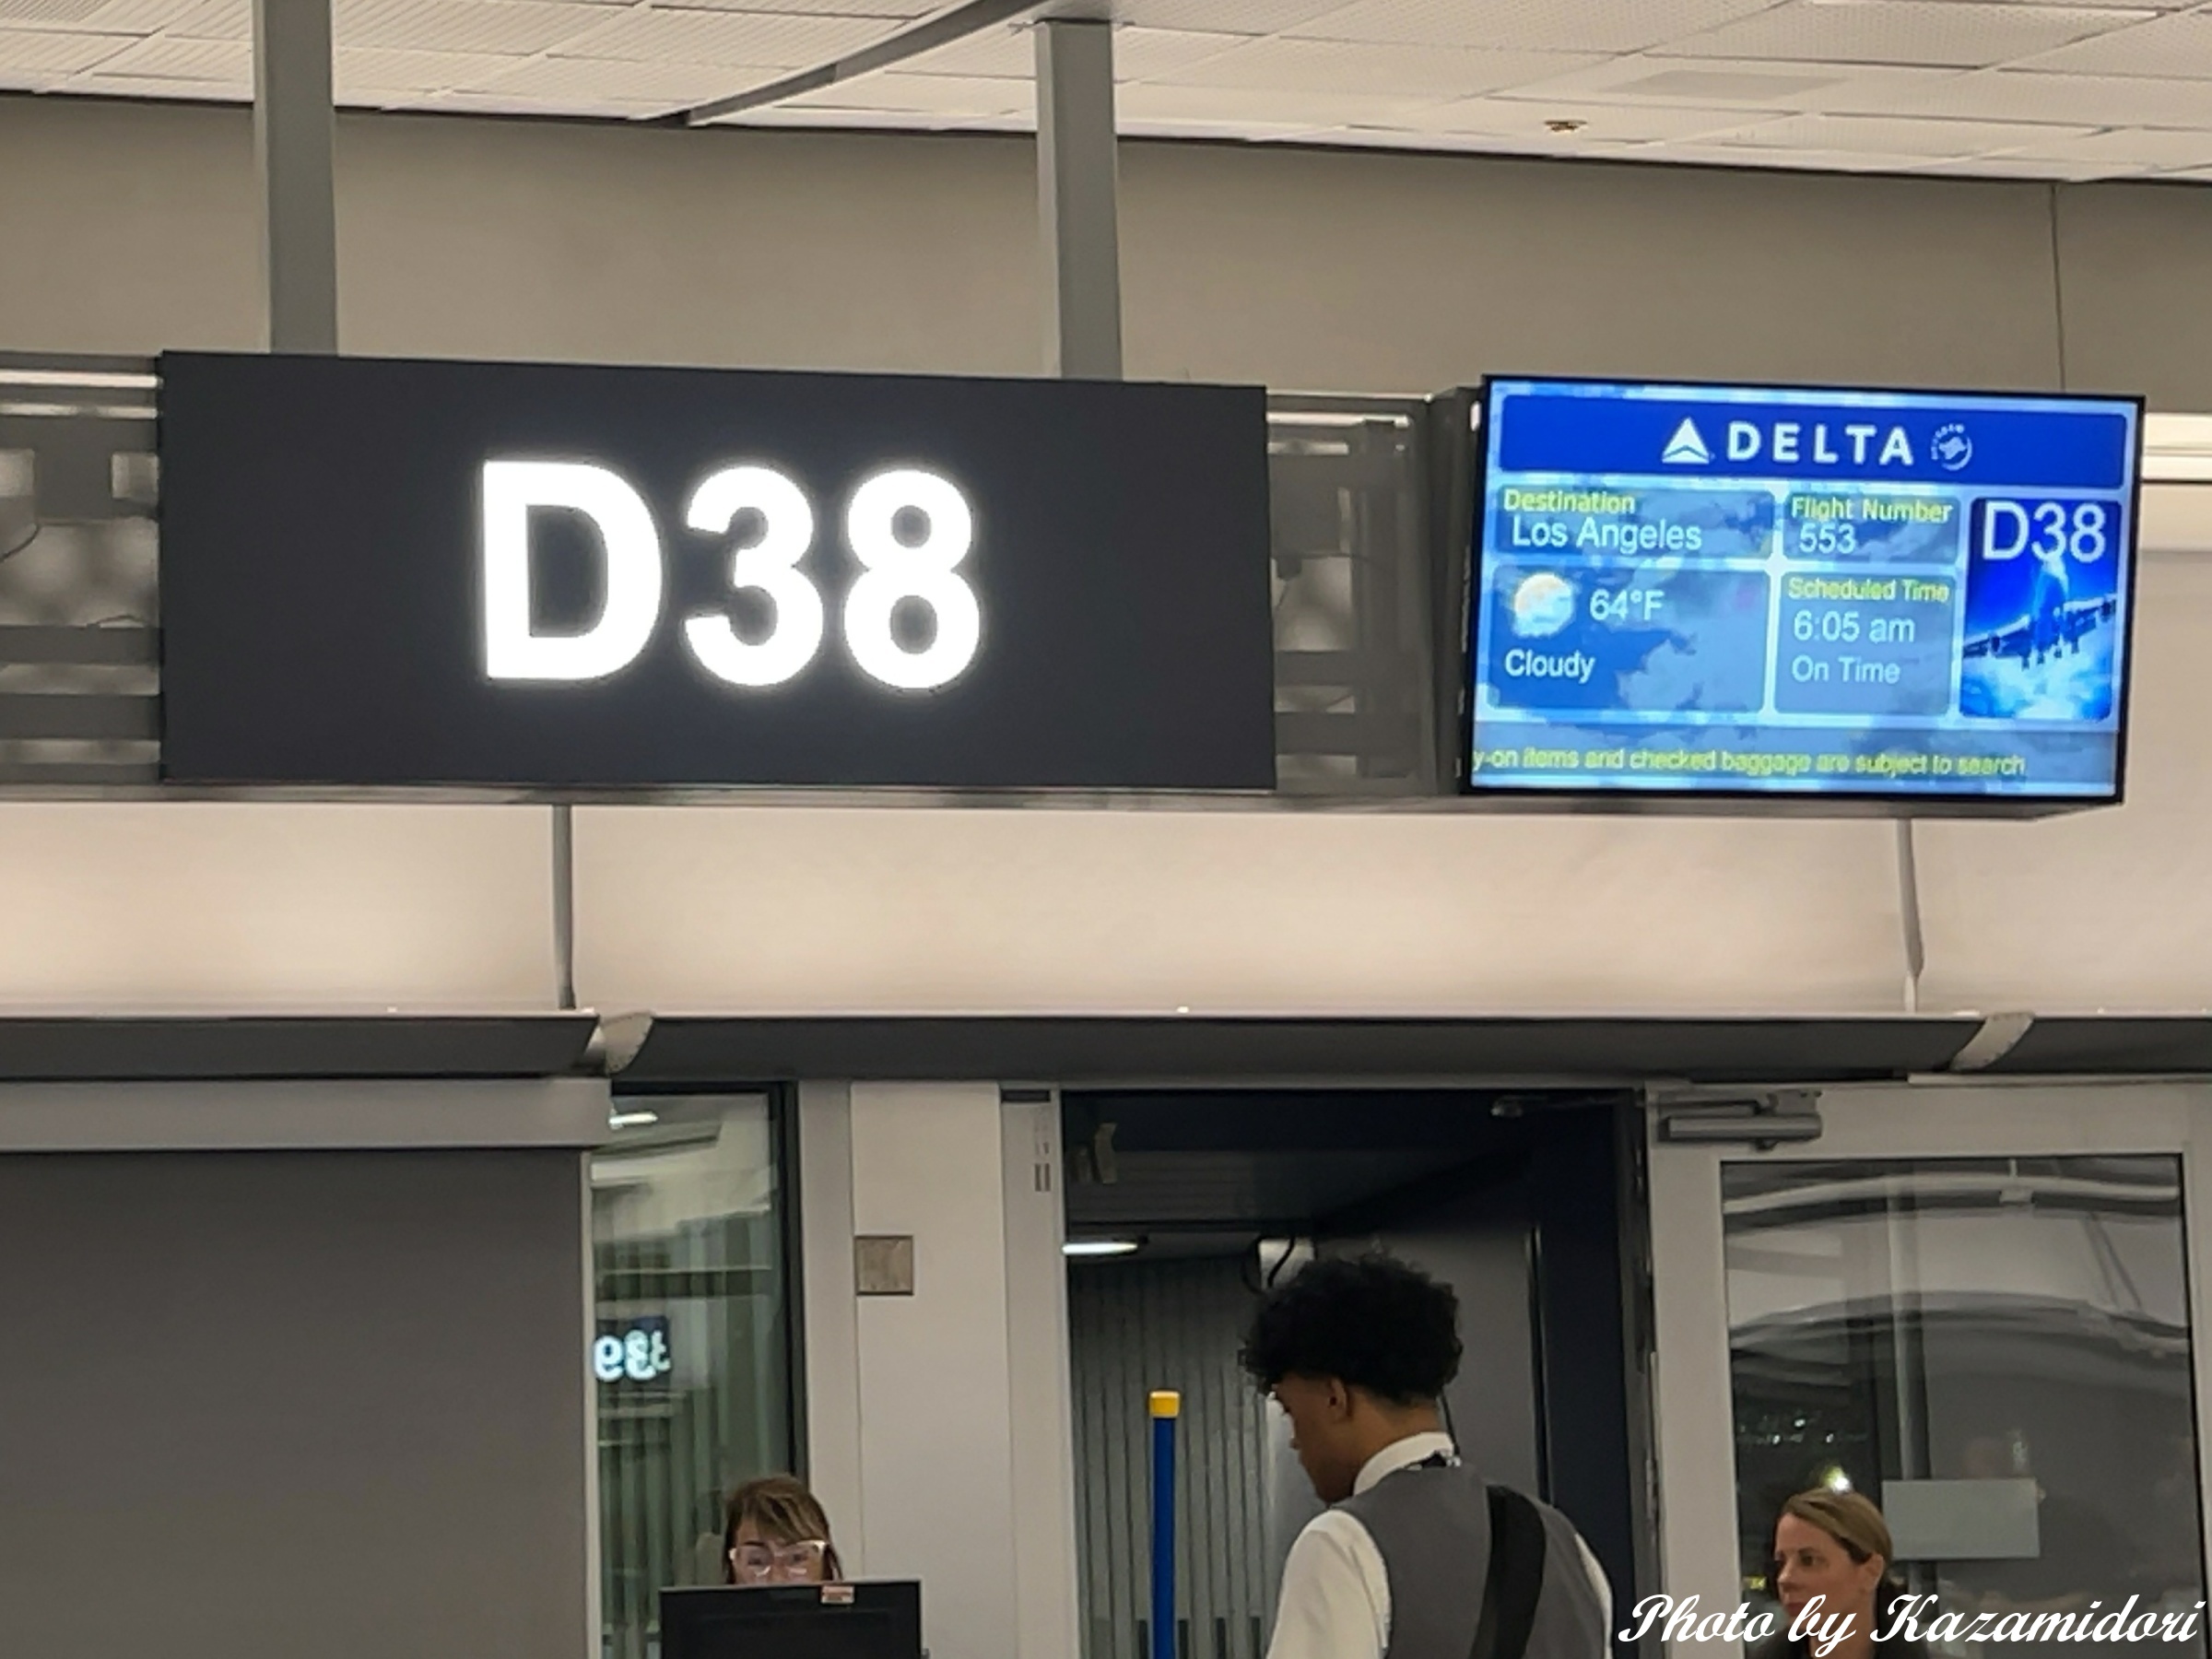 D38
DELTA
Destination
Los Angeles
Flight Number
553
D38
64°F
Cloudy
Scheduled Time
6:05 am
On Time
y-on items and checked baggage are subject to search
Photo by Kazamidori